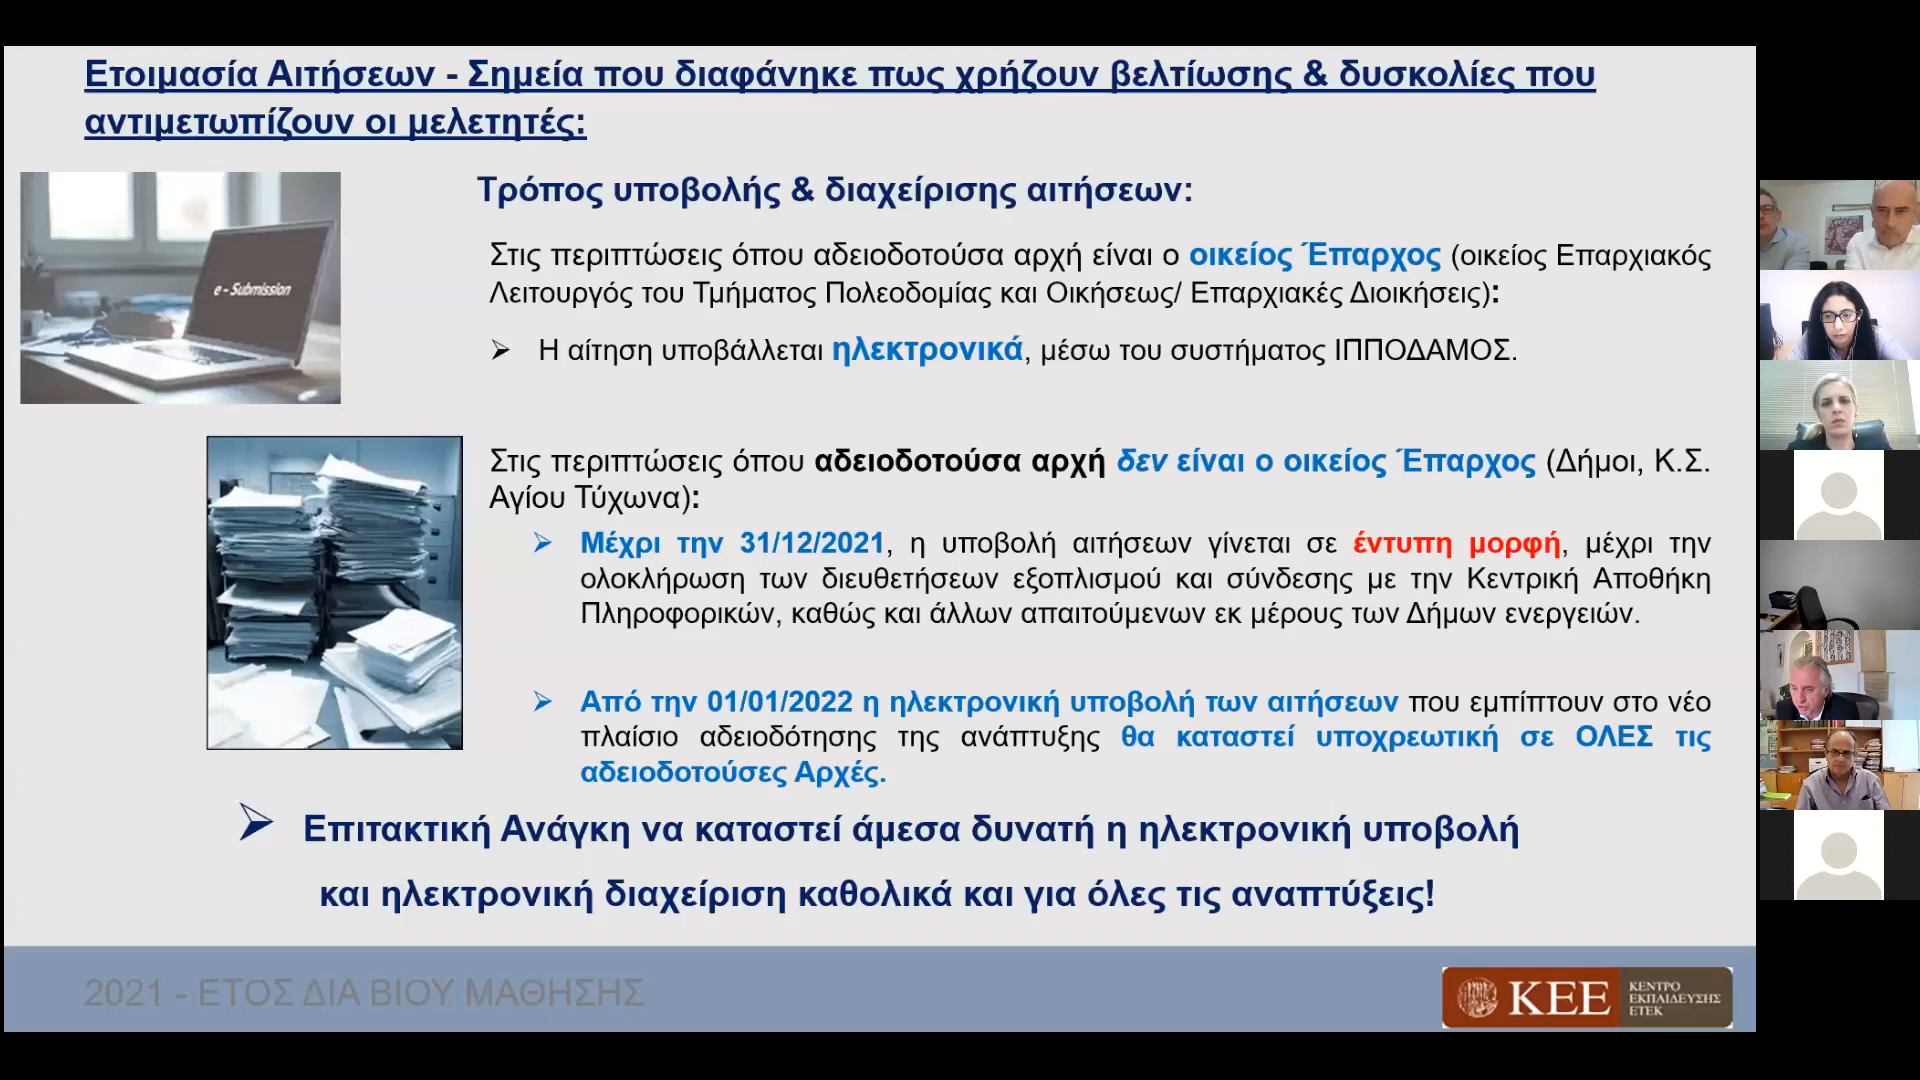 Ετοιμασία Αιτήσεων - Σημεία που διαφάνηκε πως χρήζουν βελτίωσης & δυσκολίες που
αντιμετωπίζουν οι μελετητές:
Τρόπος υποβολής & διαχείρισης αιτήσεων:
e - Submission
Στις περιπτώσεις όπου αδειοδοτούσα αρχή είναι ο οικείος Έπαρχος (οικείος Επαρχιακός
Λειτουργός του Τμήματος Πολεοδομίας και Οικήσεως/ Επαρχιακές Διοικήσεις):
➢ Η αίτηση υποβάλλεται ηλεκτρονικά, μέσω του συστήματος ΙΠΠΟΔΑΜΟΣ.
Στις περιπτώσεις όπου αδειοδοτούσα αρχή δεν είναι ο οικείος Έπαρχος (Δήμοι, Κ.Σ.
Αγίου Τύχωνα):
➢ Μέχρι την 31/12/2021, η υποβολή αιτήσεων γίνεται σε έντυπη μορφή, μέχρι την
ολοκλήρωση των διευθετήσεων εξοπλισμού και σύνδεσης με την Κεντρική Αποθήκη
Πληροφορικών, καθώς και άλλων απαιτούμενων εκ μέρους των Δήμων ενεργειών.
➢ Από την 01/01/2022 η ηλεκτρονική υποβολή των αιτήσεων που εμπίπτουν στο νέο
πλαίσιο αδειοδότησης της ανάπτυξης θα καταστεί υποχρεωτική σε ΟΛΕΣ τις
αδειοδοτούσες Αρχές.
➢ Επιτακτική Ανάγκη να καταστεί άμεσα δυνατή η ηλεκτρονική υποβολή
και ηλεκτρονική διαχείριση καθολικά και για όλες τις αναπτύξεις!
2021 - ΕΤΟΣ ΔΙΑ ΒΙΟΥ ΜΑΘΗΣΗΣ
ΚΕΕ
ΚΕΝΤΡΟ
ΕΚΠΑΙΔΕΥΣΗΣ
ΕΤΕΚ